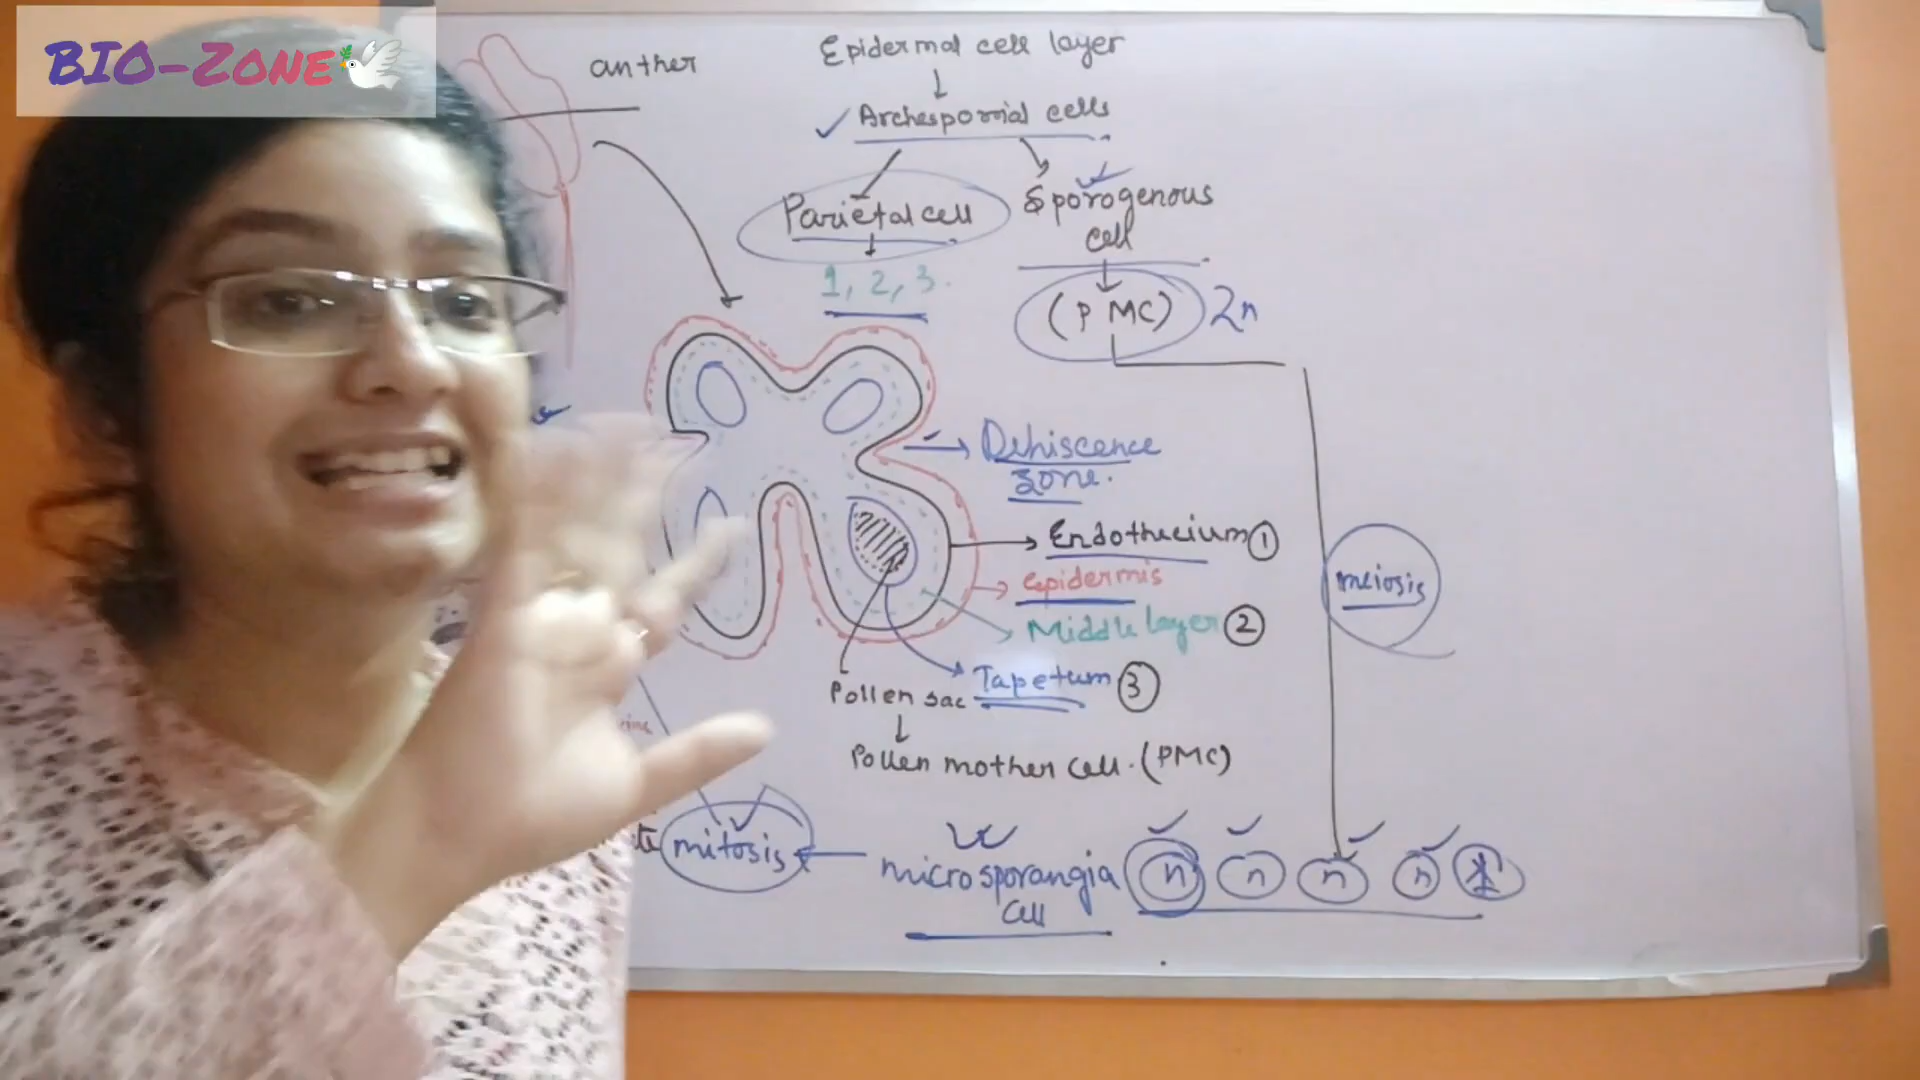 BIO-ZONE
anther
Epidermal cell layer
Archesporial cells
Parietal cell
Sporogenous
cell
1, 2, 3.
(PMC) 2n
Dehiscence
zone.
Endothecium 1
epidermis
Middle layer 2
Tapetum 3
Pollen sac
Pollen mother cell. (PMC)
meiosis
mitosis
microsporangia
cell
n n n n